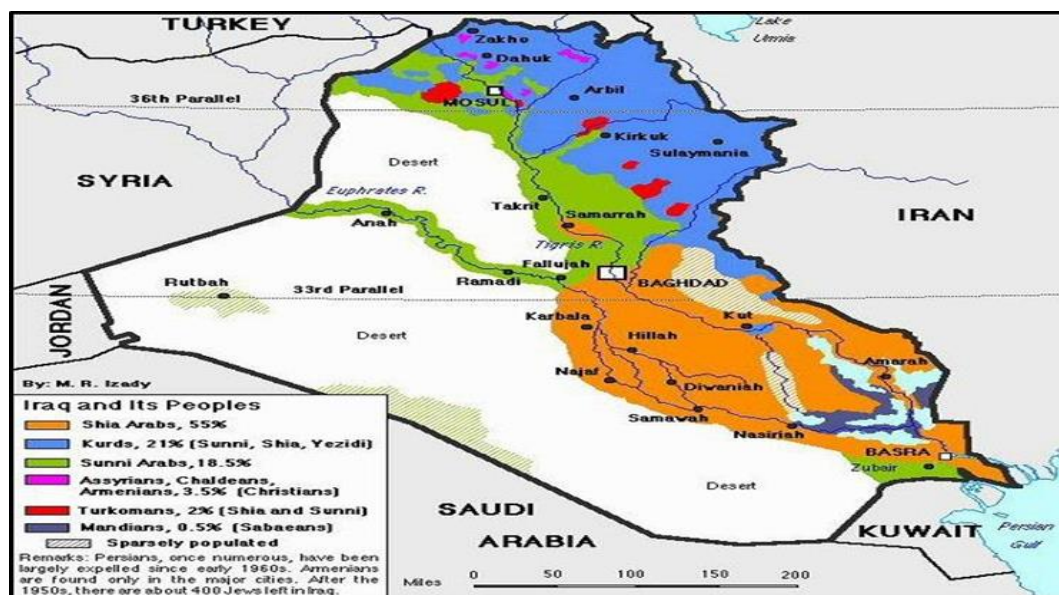 TURKEY
Lake
Urmis
Zakho
Dahuk
36th Parallel
MOSUL
Arbil
Kirkuk
Sulaymania
Desert
SYRIA
Euphrates R.
Takrit
Samarrah
IRAN
Anah
Tigris R.
Fallujah
Rutbah
Ramadi
BAGHDAD
33rd Parallel
JORDAN
Karbala
Kut
Desert
Hillah
Amarah
By: M. R. Izady
Najaf
Diwaniah
Samawah
Nasiriah
BASRA
Zubair
Desert
Iraq and Its Peoples
Shia Arabs, 55%
Kurds, 21% (Sunni, Shia, Yezidi)
Sunni Arabs, 18.5%
Assyrians, Chaldeans,
Armenians, 3.5% (Christians)
Turkomans, 2% (Shia and Sunni)
Mandians, 0.5% (Sabaeans)
Sparsely populated
Remarks: Persians, once numerous, have been
largely expelled since early 1960s. Armenians
are found only in the major cities. After the
1950s, there are about 400 Jews left in Iraq.
SAUDI
ARABIA
KUWAIT
Persian
Gulf
Miles
0 50 100 150 200